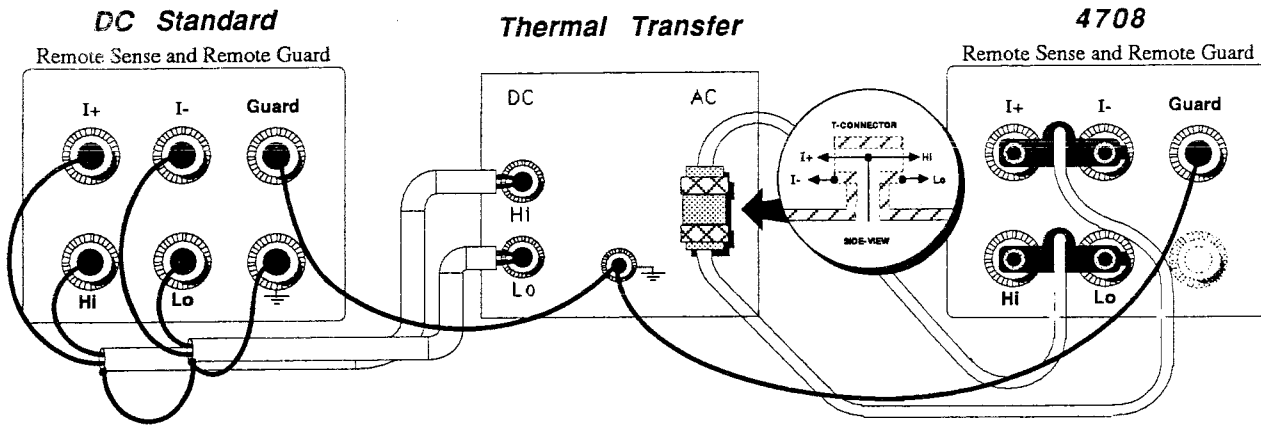 DC Standard
Remote Sense and Remote Guard
I+
I-
Guard
Hi
Lo
Thermal Transfer
DC
AC
Hi
Lo
T-CONNECTOR
I+
Hi
I-
Lo
SIDE-VIEW
4708
Remote Sense and Remote Guard
I+
I-
Guard
Hi
Lo